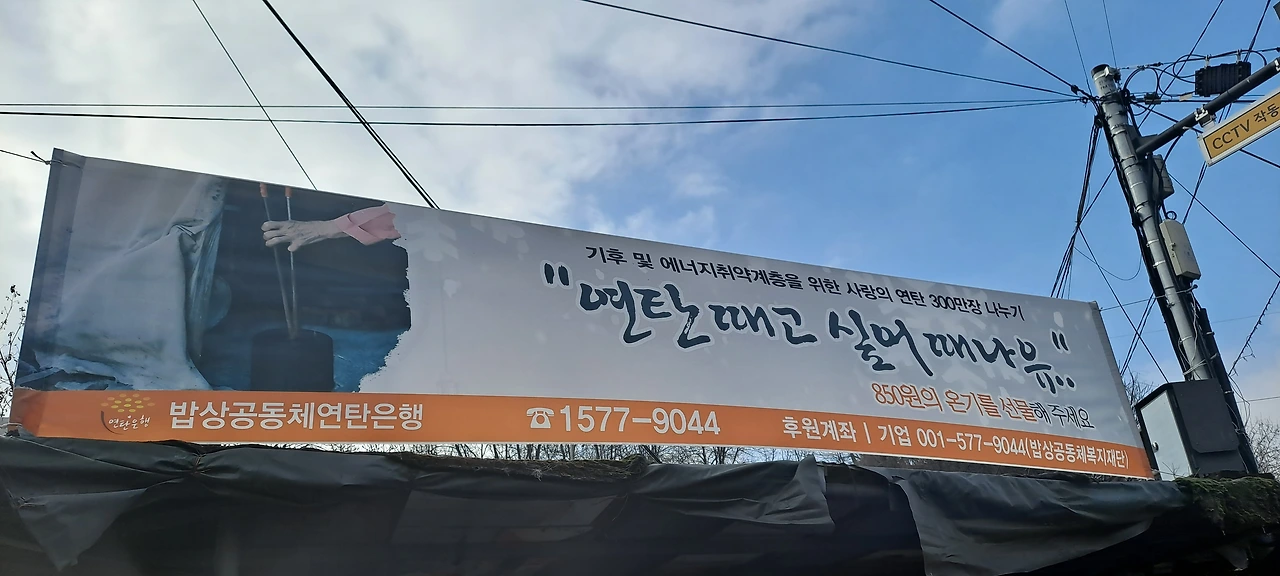 기후 및 에너지취약계층을 위한 사랑의 연탄 300만장 나누기
"연탄 때고 싶어 때나유.."
850원의 온기를 선물해주세요
연탄은행 밥상공동체연탄은행 ☎1577-9044 후원계좌 | 기업 001-577-9044(밥상공동체복지재단)
CCTV 작동